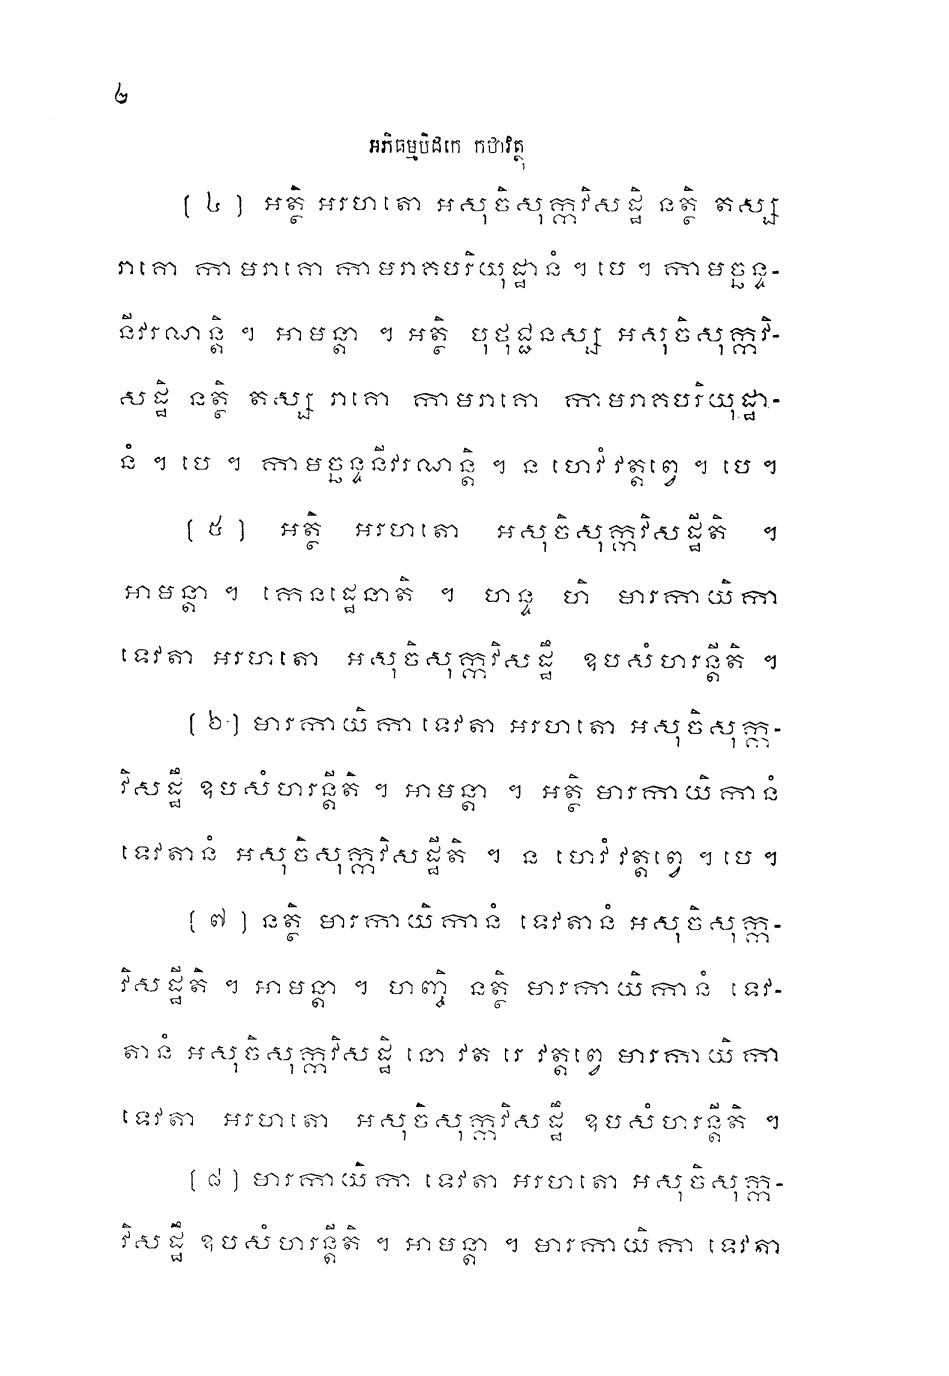 ២
អភិធម្មបិដកេ កថាវត្ថុ
(៤) អត្ថិ អរហតោ អសុចិសុក្កវិសដ្ឋិ នត្ថិ តស្ស
រាគោ កាមរាគោ កាមរាគបរិយុដ្ឋានំ ។ បេ ។ កាមច្ឆន្ទ-
នីវរណន្តិ ។ អាមន្តា ។ អត្ថិ បុថុជ្ជនស្ស អសុចិសុក្កវិ-
សដ្ឋិ នត្ថិ តស្ស រាគោ កាមរាគោ កាមរាគបរិយុដ្ឋា-
នំ ។ បេ ។ កាមច្ឆន្ទនីវរណន្តិ ។ ន ហេវំ វត្តព្វេ ។ បេ ។
(៥) អត្ថិ អរហតោ អសុចិសុក្កវិសដ្ឋីតិ ។
អាមន្តា ។ កេនដ្ឋេនាតិ ។ ហន្ទ ហិ មារកាយិកា
ទេវតា អរហតោ អសុចិសុក្កវិសដ្ឋឹ ឧបសំហរន្តីតិ ។
(៦) មារកាយិកា ទេវតា អរហតោ អសុចិសុក្ក-
វិសដ្ឋឹ ឧបសំហរន្តីតិ ។ អាមន្តា ។ អត្ថិ មារកាយិកានំ
ទេវតានំ អសុចិសុក្កវិសដ្ឋីតិ ។ ន ហេវំ វត្តព្វេ ។ បេ ។
(៧) នត្ថិ មារកាយិកានំ ទេវតានំ អសុចិសុក្ក-
វិសដ្ឋីតិ ។ អាមន្តា ។ ហញ្ចិ នត្ថិ មារកាយិកានំ ទេវ-
តានំ អសុចិសុក្កវិសដ្ឋិ នោ វត រេ វត្តព្វេ មារកាយិកា
ទេវតា អរហតោ អសុចិសុក្កវិសដ្ឋឹ ឧបសំហរន្តីតិ ។
(៨) មារកាយិកា ទេវតា អរហតោ អសុចិសុក្ក-
វិសដ្ឋឹ ឧបសំហរន្តីតិ ។ អាមន្តា ។ មារកាយិកា ទេវតា